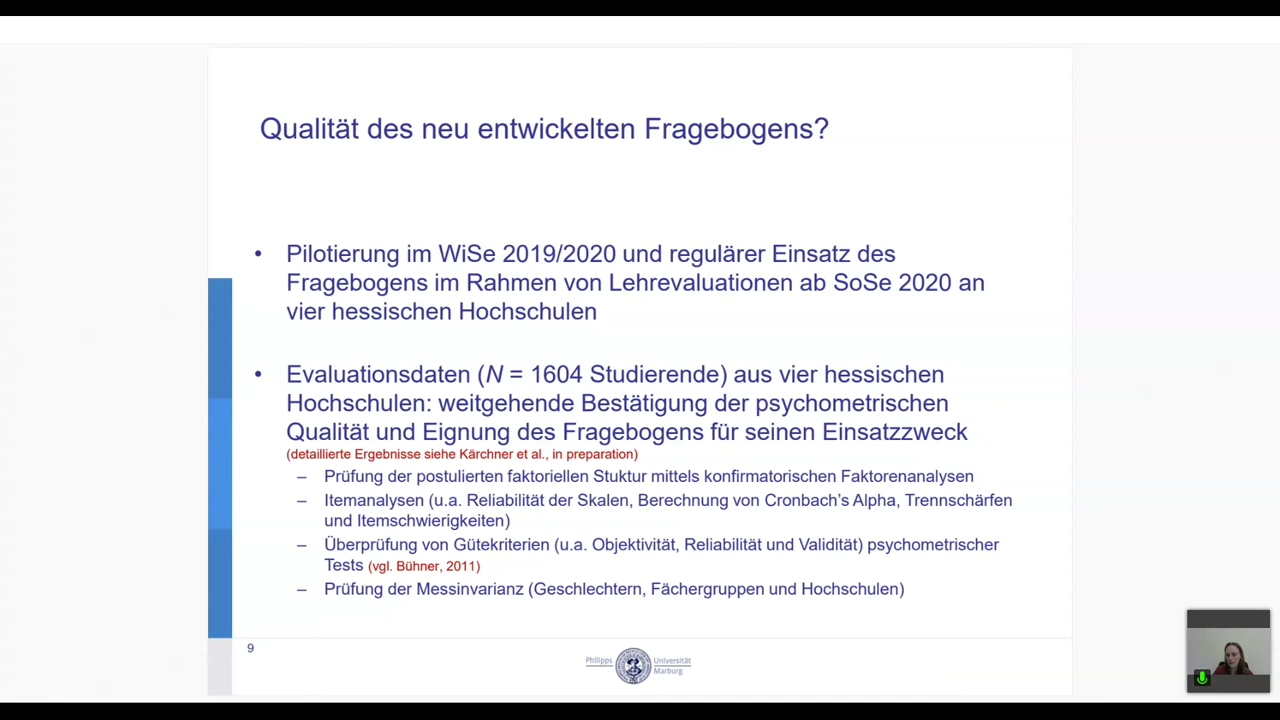 Qualität des neu entwickelten Fragebogens?
• Pilotierung im WiSe 2019/2020 und regulärer Einsatz des
Fragebogens im Rahmen von Lehrevaluationen ab SoSe 2020 an
vier hessischen Hochschulen
• Evaluationsdaten (N = 1604 Studierende) aus vier hessischen
Hochschulen: weitgehende Bestätigung der psychometrischen
Qualität und Eignung des Fragebogens für seinen Einsatzzweck
(detaillierte Ergebnisse siehe Kärchner et al., in preparation)
– Prüfung der postulierten faktoriellen Stuktur mittels konfirmatorischen Faktorenanalysen
– Itemanalysen (u.a. Reliabilität der Skalen, Berechnung von Cronbach's Alpha, Trennschärfen
und Itemschwierigkeiten)
– Überprüfung von Gütekriterien (u.a. Objektivität, Reliabilität und Validität) psychometrischer
Tests (vgl. Bühner, 2011)
– Prüfung der Messinvarianz (Geschlechtern, Fächergruppen und Hochschulen)
9
Philipps Universität
Marburg